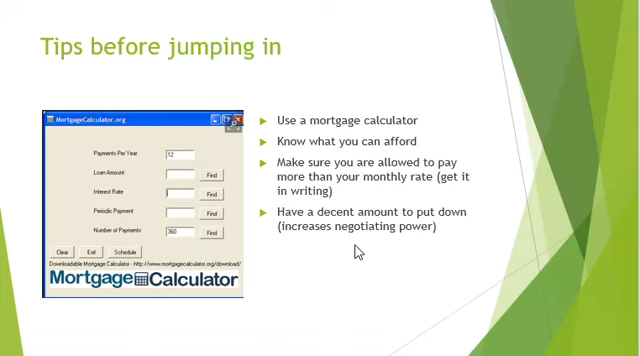 Tips before jumping in
MortgageCalculator.org
Payments Per Year
12
Loan Amount
Find
Interest Rate
Find
Periodic Payment
Find
Number of Payments
360
Find
Clear
Exit
Schedule
Downloadable Mortgage Calculator - http://www.mortgagecalculator.org/download/
Mortgage Calculator
Use a mortgage calculator
Know what you can afford
Make sure you are allowed to pay
more than your monthly rate (get it
in writing)
Have a decent amount to put down
(increases negotiating power)